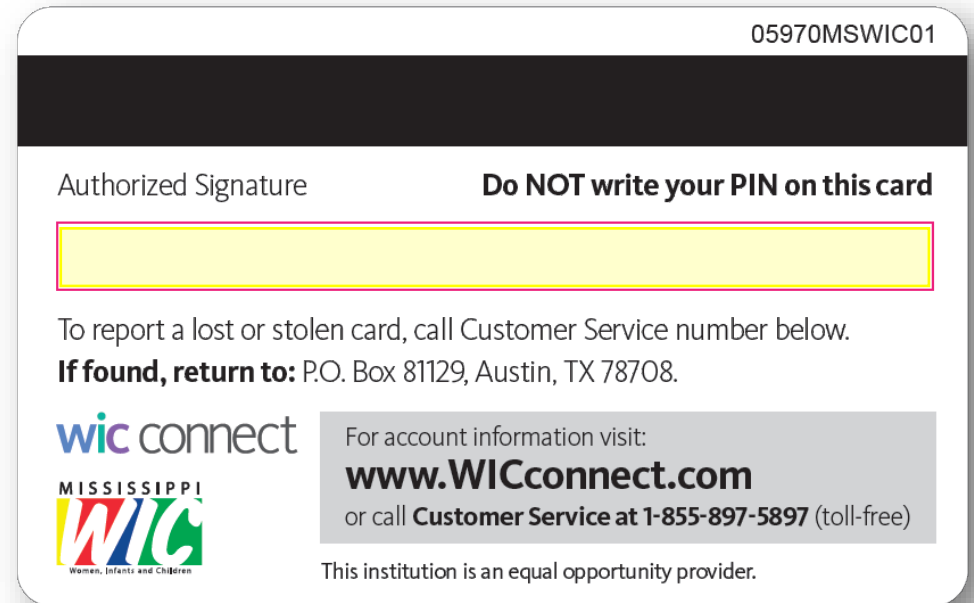 05970MSWIC01
Authorized Signature
Do NOT write your PIN on this card
To report a lost or stolen card, call Customer Service number below.
If found, return to: P.O. Box 81129, Austin, TX 78708.
wic connect
MISSISSIPPI
WIC
Women, Infants and Children
For account information visit:
www.WICconnect.com
or call Customer Service at 1-855-897-5897 (toll-free)
This institution is an equal opportunity provider.